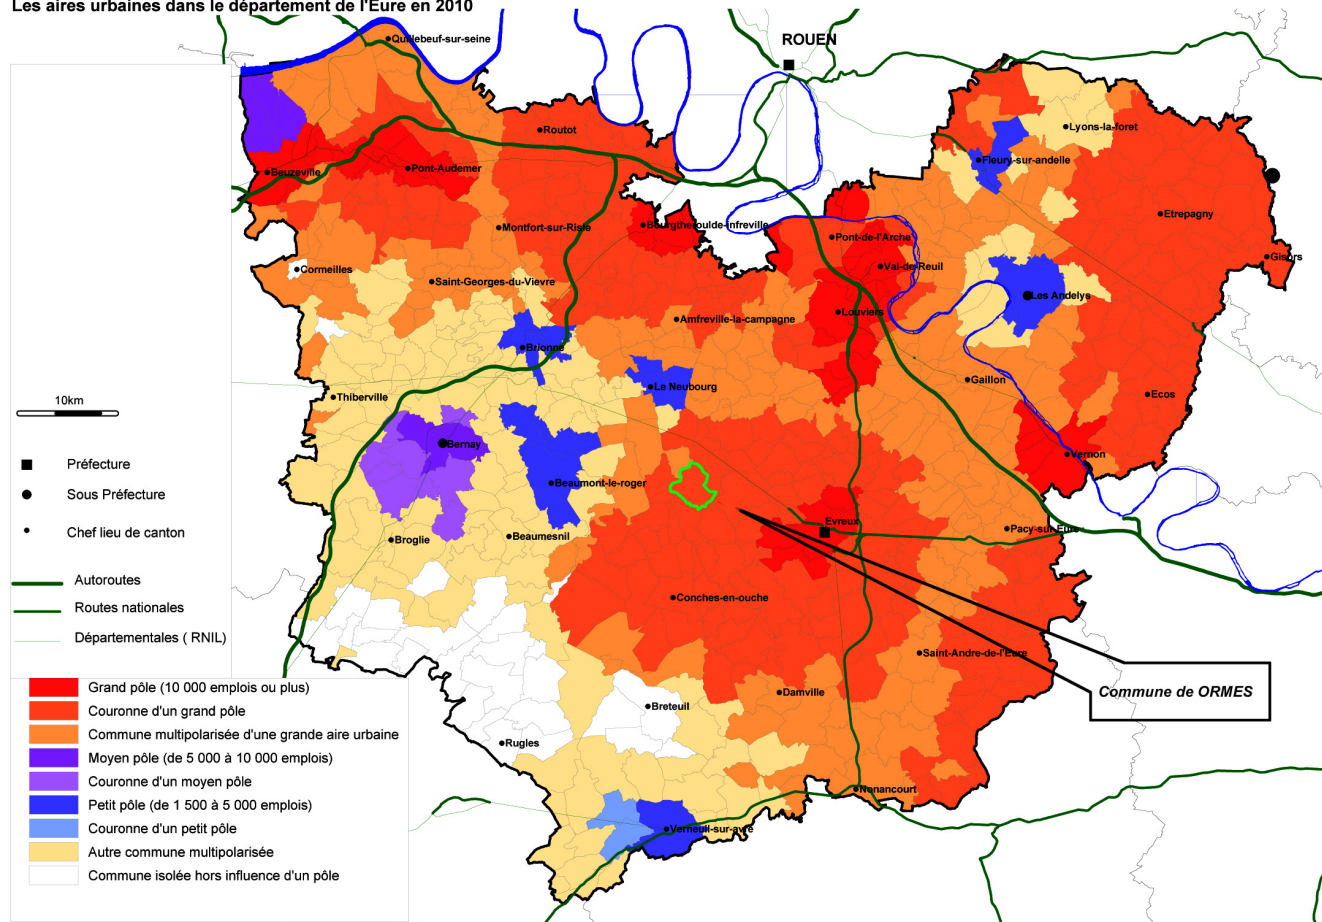 Les aires urbaines dans le département de l'Eure en 2010
Quillebeuf-sur-seine
ROUEN
Routot
Lyons-la-foret
Fleury-sur-andelle
Beuzeville
Pont-Audemer
Etrepagny
Montfort-sur-Risle
Bourgtheroulde-Infreville
Pont-de-l'Arche
Cormeilles
Val-de-Reuil
Gisors
Saint-Georges-du-Vievre
Les Andelys
Amfreville-la-campagne
Louviers
Brionne
Gaillon
Le Neubourg
Thiberville
Ecos
10km
Bernay
Vernon
Préfecture
Beaumont-le-roger
Sous Préfecture
Evreux
Pacy-sur-Eure
Chef lieu de canton
Broglie
Beaumesnil
Autoroutes
Conches-en-ouche
Routes nationales
Départementales ( RNIL)
Saint-Andre-de-l'Eure
Grand pôle (10 000 emplois ou plus)
Damville
Commune de ORMES
Couronne d'un grand pôle
Breteuil
Commune multipolarisée d'une grande aire urbaine
Rugles
Moyen pôle (de 5 000 à 10 000 emplois)
Couronne d'un moyen pôle
Nonancourt
Petit pôle (de 1 500 à 5 000 emplois)
Couronne d'un petit pôle
Verneuil-sur-avre
Autre commune multipolarisée
Commune isolée hors influence d'un pôle